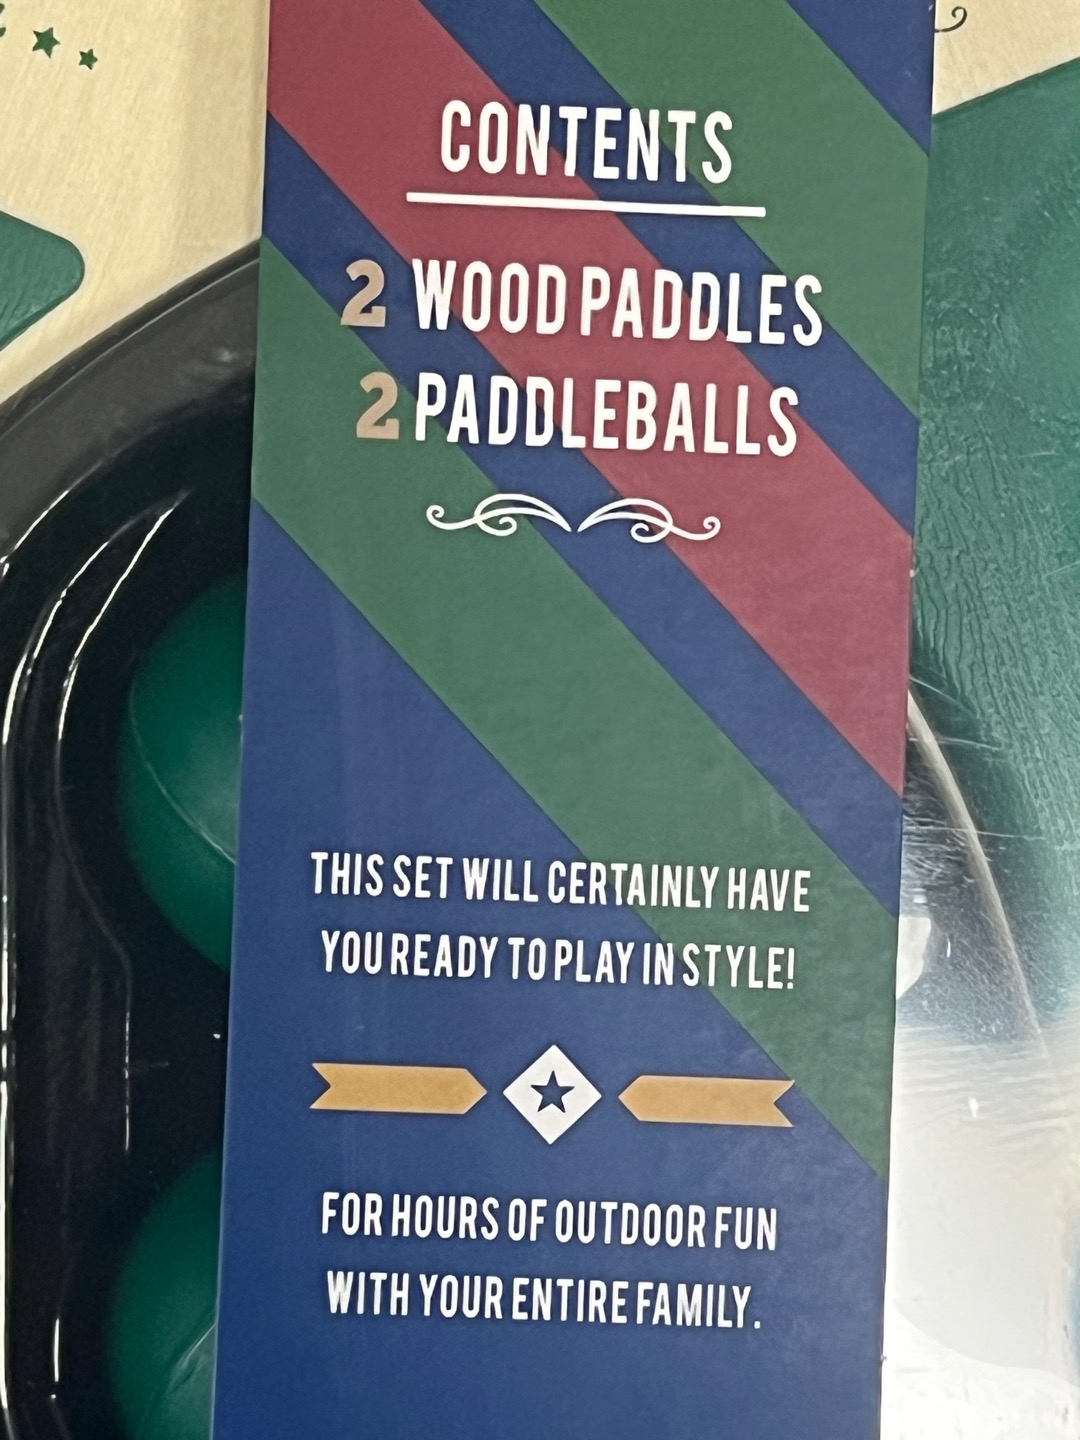 CONTENTS
2 WOOD PADDLES
2 PADDLEBALLS
THIS SET WILL CERTAINLY HAVE
YOU READY TO PLAY IN STYLE!
FOR HOURS OF OUTDOOR FUN
WITH YOUR ENTIRE FAMILY.